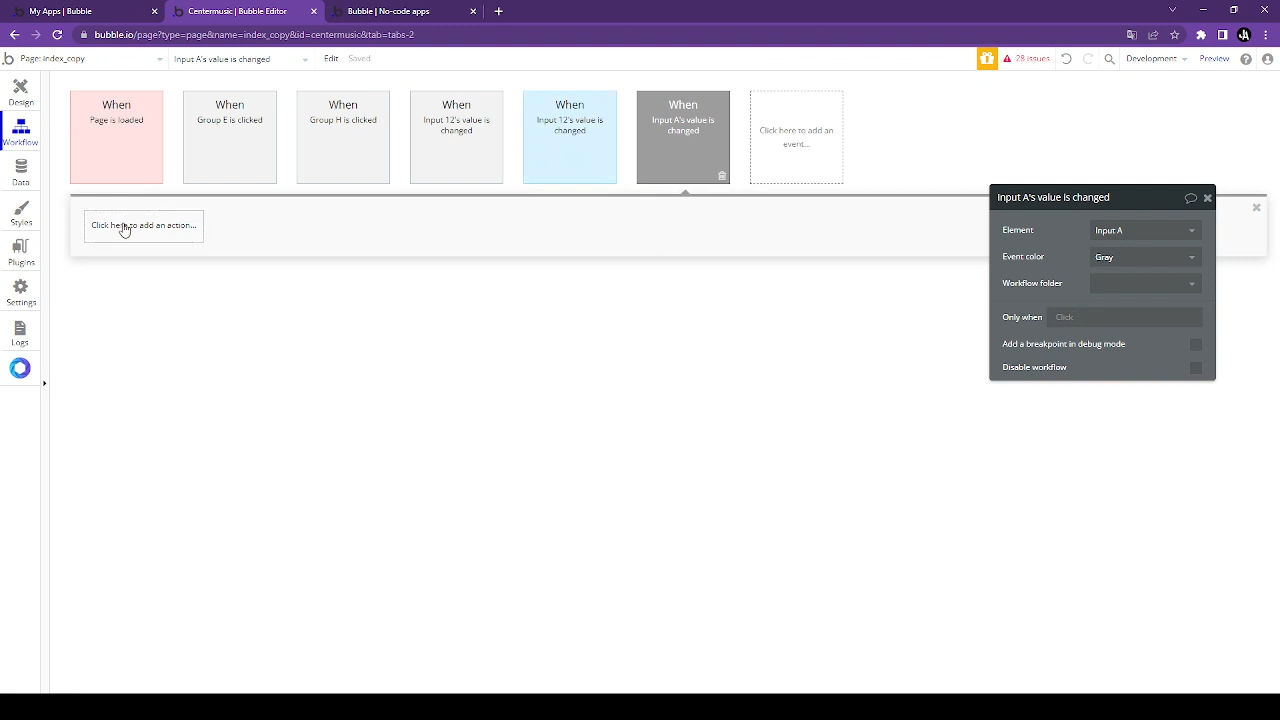 My Apps | Bubble
Centermusic | Bubble Editor
Bubble | No-code apps
bubble.io/page?type=page&name=index_copy&id=centermusic&tab=tabs-2
Page: index_copy
Input A's value is changed
Edit
Saved
28 issues
Development
Preview
Design
Workflow
Data
Styles
Plugins
Settings
Logs
When
Page is loaded
When
Group E is clicked
When
Group H is clicked
When
Input 12's value is
changed
When
Input 12's value is
changed
When
Input A's value is
changed
Click here to add an
event...
Click here to add an action...
Input A's value is changed
Element
Input A
Event color
Gray
Workflow folder
Only when
Click
Add a breakpoint in debug mode
Disable workflow